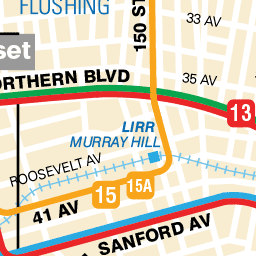 FLUSHING
150 ST
33 AV
set
ORTHERN BLVD
35 AV
13
LIRR
MURRAY HILL
ROOSEVELT AV
15
15A
41 AV
SANFORD AV